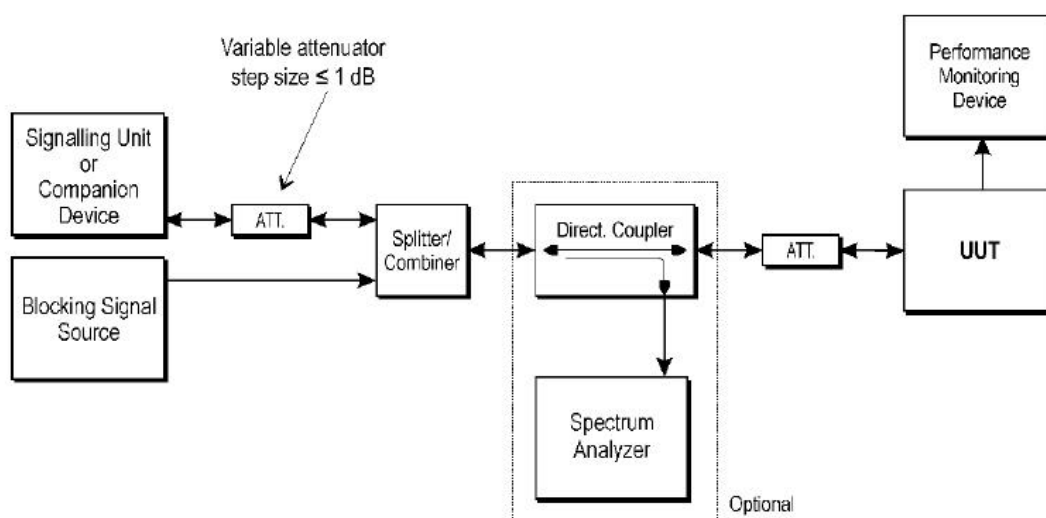 Variable attenuator
step size ≤ 1 dB
Performance
Monitoring
Device
Signalling Unit
or
Companion
Device
ATT.
Splitter/
Combiner
Direct. Coupler
ATT.
UUT
Blocking Signal
Source
Spectrum
Analyzer
Optional